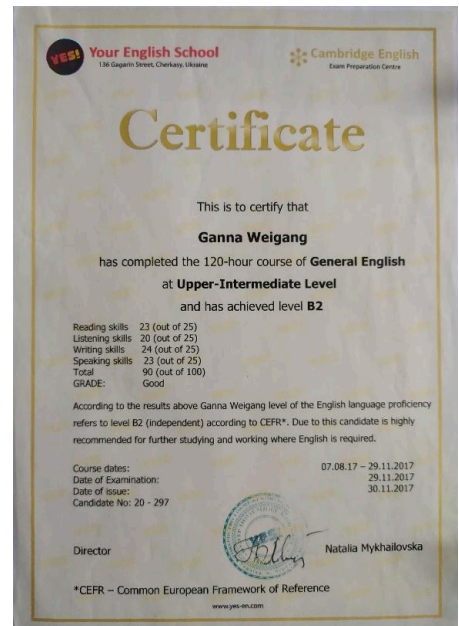 YES!
Your English School
136 Gagarin Street, Cherkasy, Ukraine
Cambridge English
Exam Preparation Centre
Certificate
This is to certify that
Ganna Weigang
has completed the 120-hour course of General English
at Upper-Intermediate Level
and has achieved level B2
Reading skills 23 (out of 25)
Listening skills 20 (out of 25)
Writing skills 24 (out of 25)
Speaking skills 23 (out of 25)
Total 90 (out of 100)
GRADE: Good
According to the results above Ganna Weigang level of the English language proficiency
refers to level B2 (independent) according to CEFR*. Due to this candidate is highly
recommended for further studying and working where English is required.
Course dates: 07.08.17 – 29.11.2017
Date of Examination: 29.11.2017
Date of issue: 30.11.2017
Candidate No: 20 - 297
Director Natalia Mykhailovska
*CEFR – Common European Framework of Reference
www.yes-en.com